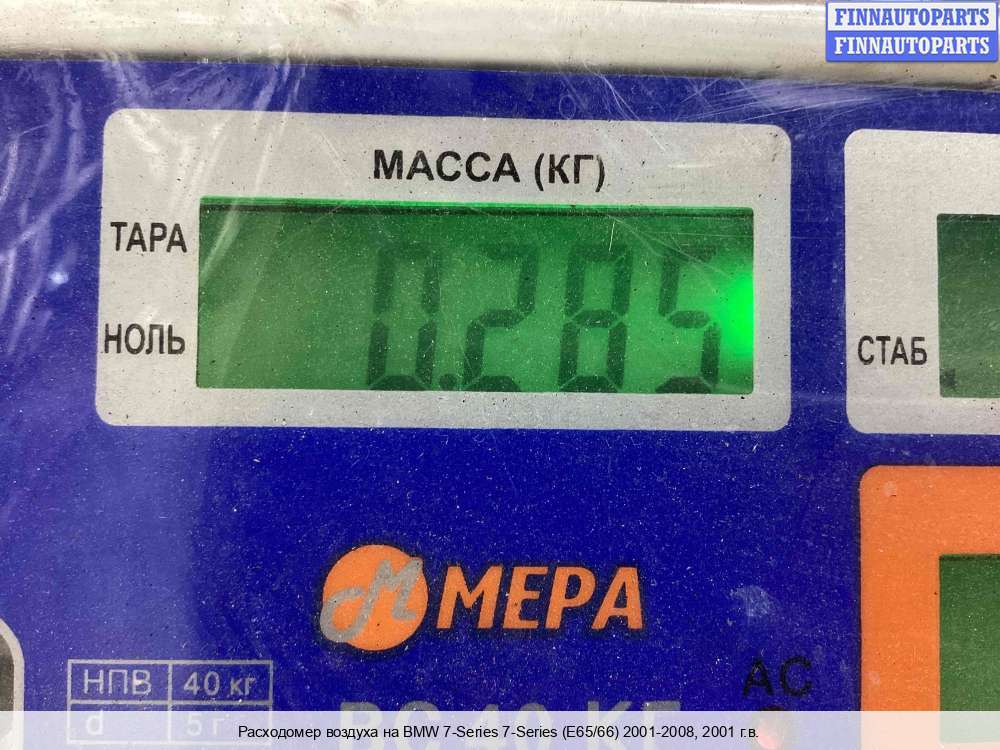 FINNAUTOPARTS
FINNAUTOPARTS
МАССА (КГ)
ТАРА
0.285
НОЛЬ
СТАБ
М МЕРА
НПВ 40 кг
d 5 г
АС
Расходомер воздуха на BMW 7-Series 7-Series (E65/66) 2001-2008, 2001 г.в.